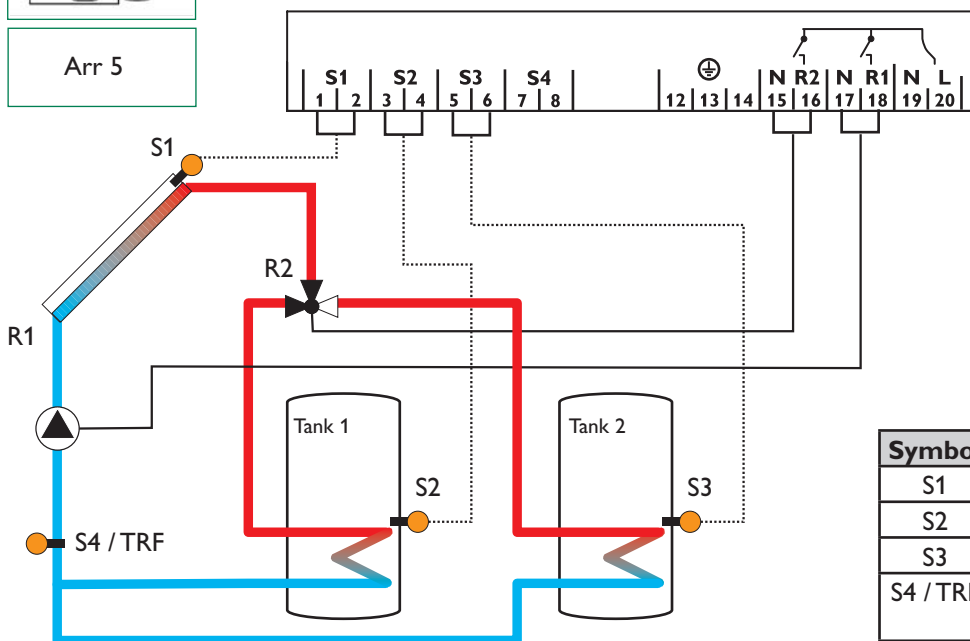 Arr 5
S1 S2 S3 S4 N R2 N R1 N L
1 2 3 4 5 6 7 8 12 13 14 15 16 17 18 19 20
S1
R2
R1
Tank 1
Tank 2
S2
S3
S4 / TRF
Symbo
S1
S2
S3
S4 / TRF